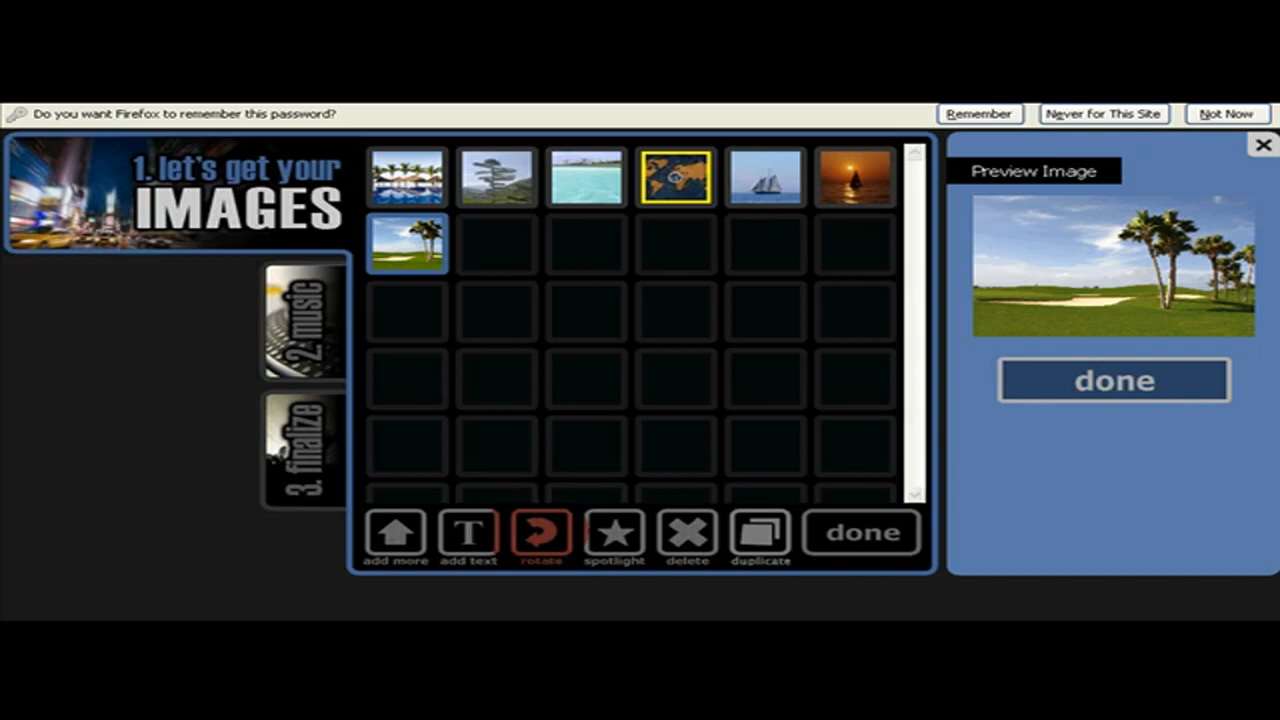 Do you want Firefox to remember this password?
Remember
Never for This Site
Not Now
1. let's get your
IMAGES
2. music
3. finalize
add more
T
add text
rotate
spotlight
delete
duplicate
done
Preview Image
done